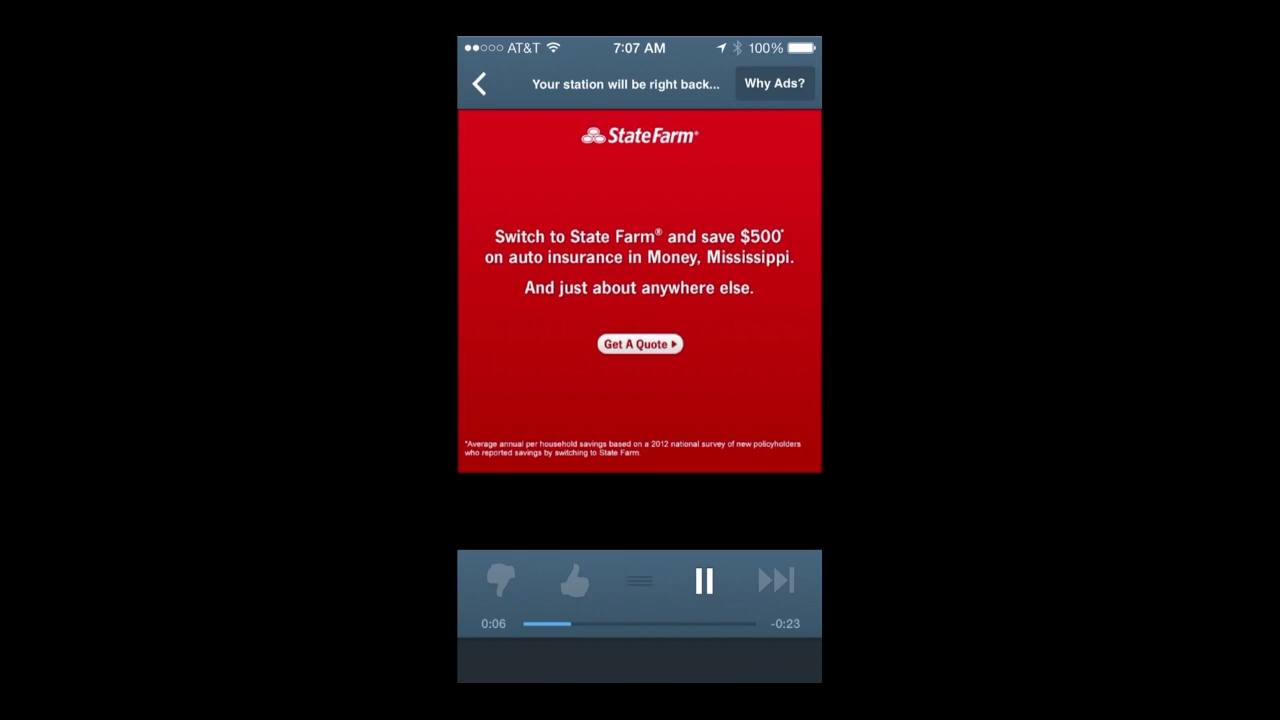 AT&T 7:07 AM 100%
Your station will be right back... Why Ads?
StateFarm®
Switch to State Farm® and save $500*
on auto insurance in Money, Mississippi.
And just about anywhere else.
Get A Quote
*Average annual per household savings based on a 2012 national survey of new policyholders
who reported savings by switching to State Farm.
0:06 -0:23